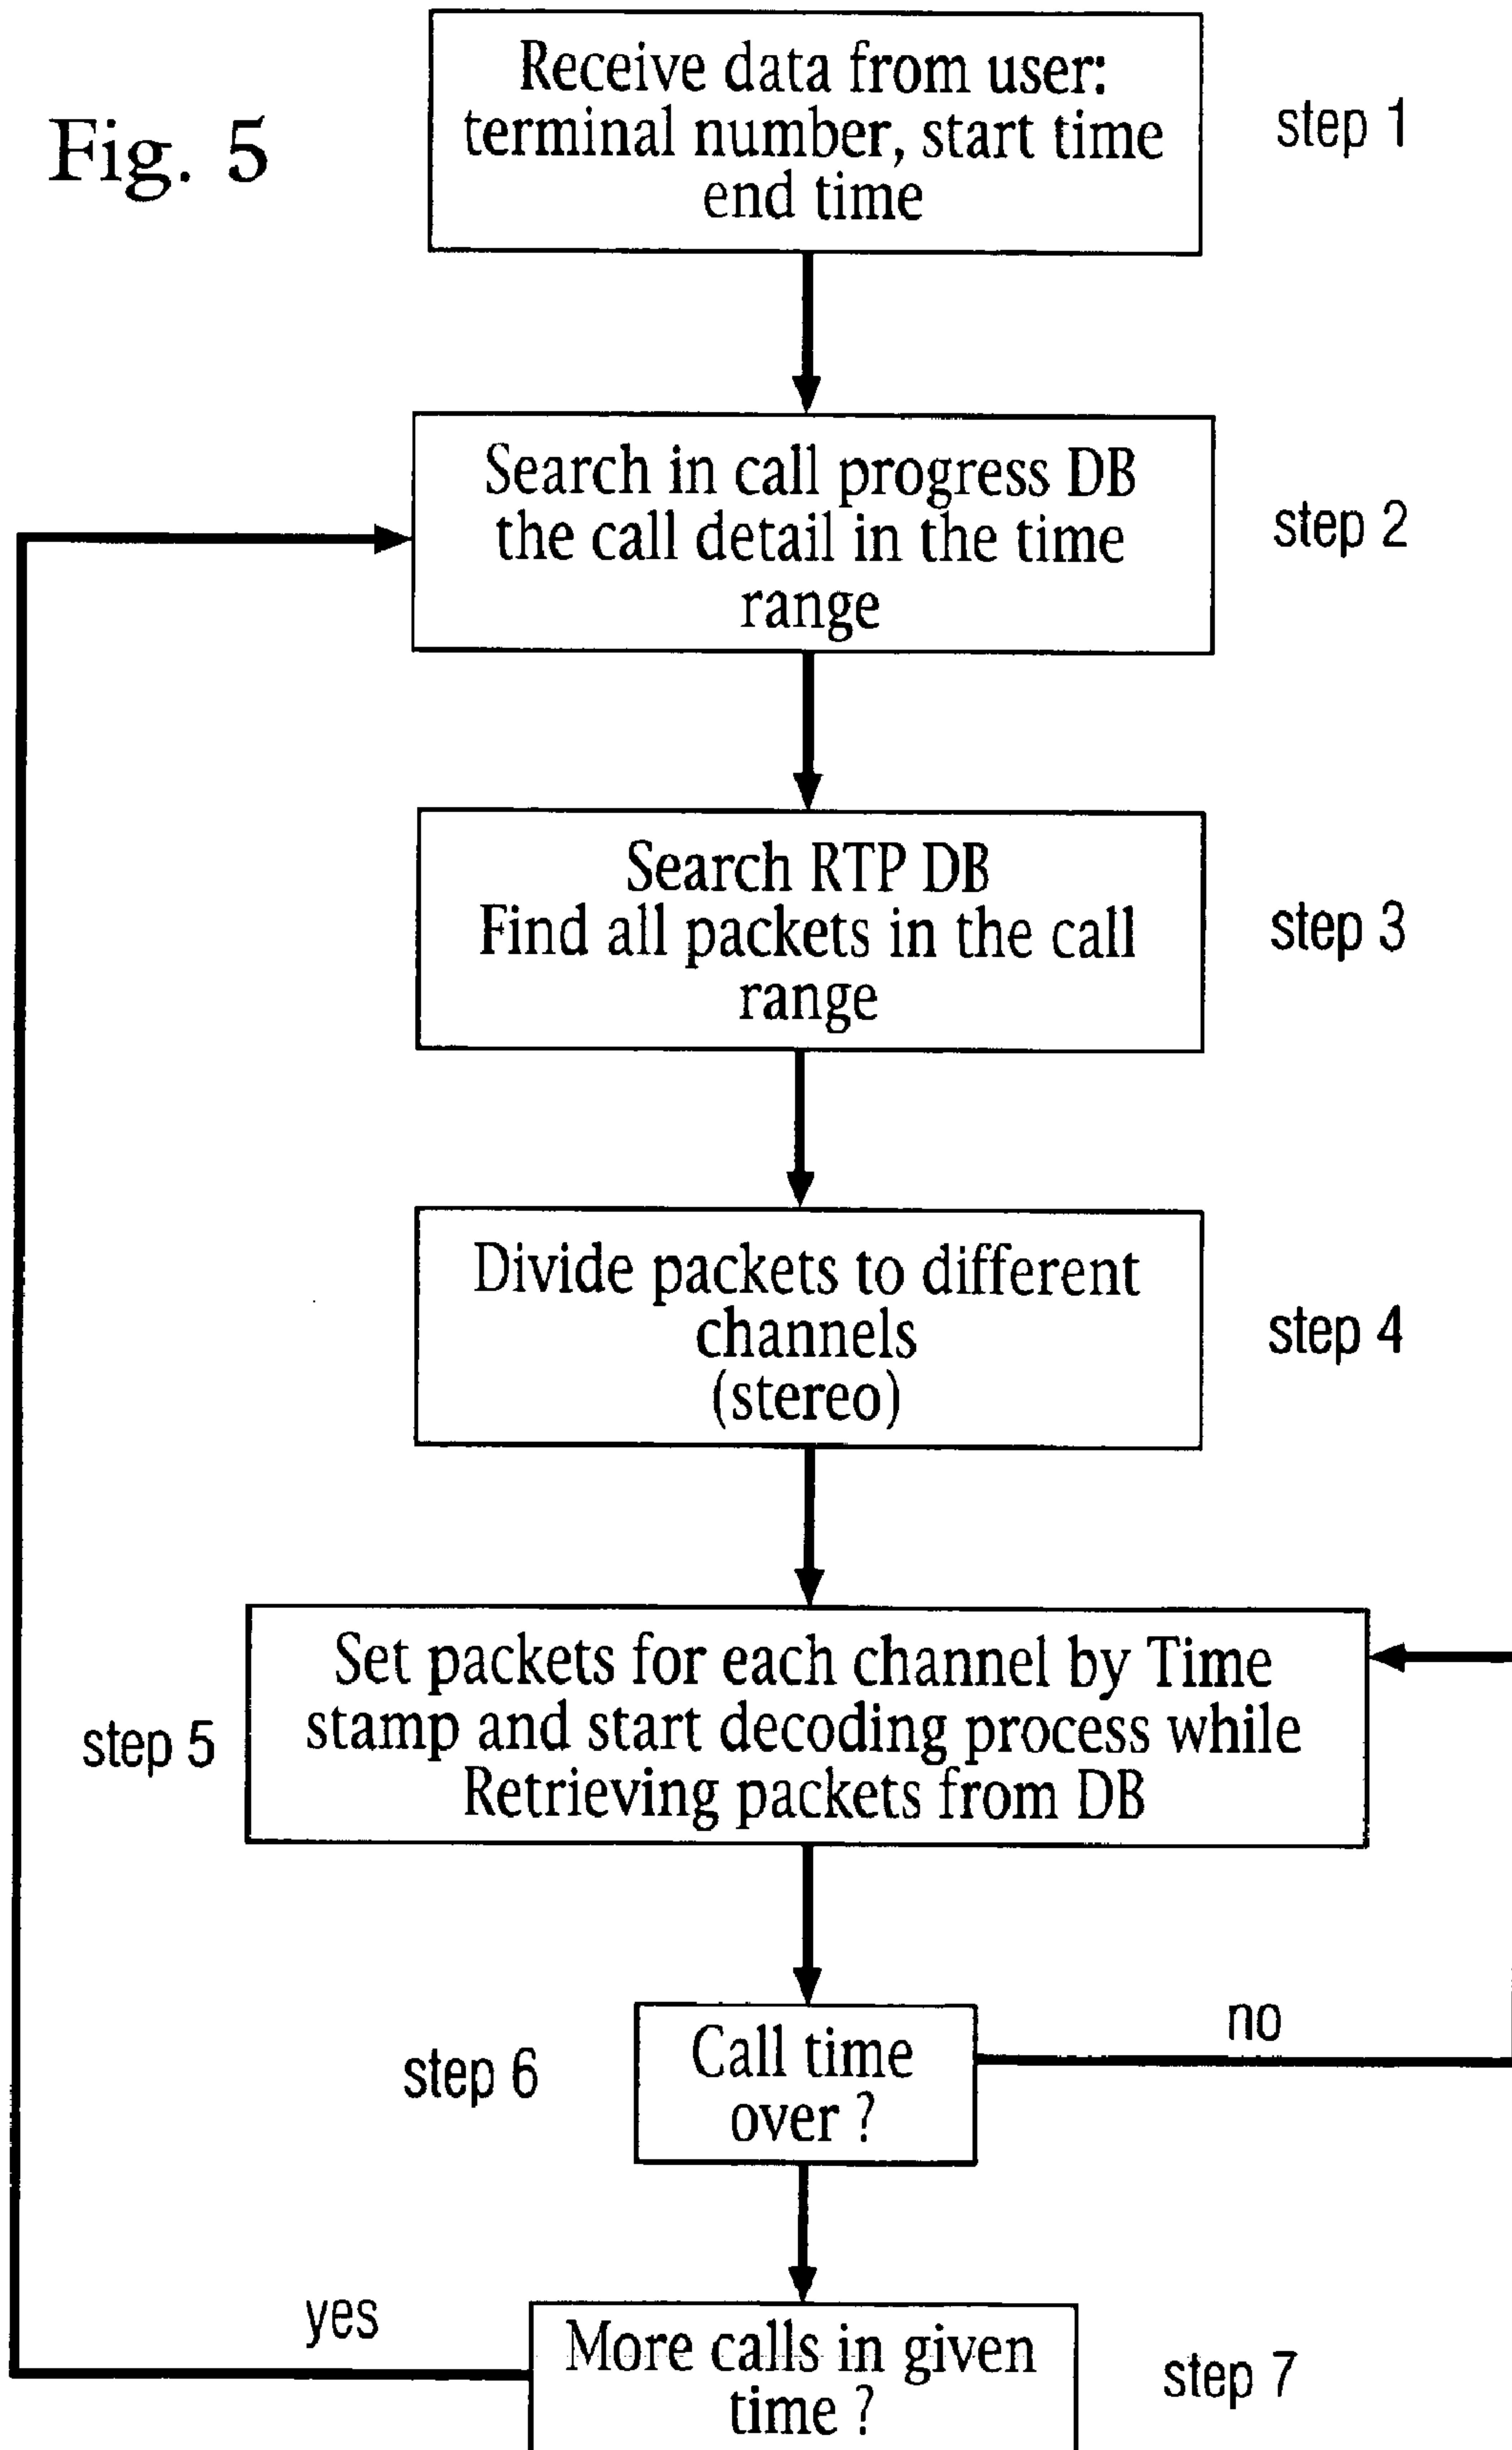 Fig. 5
Receive data from user:
terminal number, start time
end time
step 1
Search in call progress DB
the call detail in the time
range
step 2
Search RTP DB
Find all packets in the call
range
step 3
Divide packets to different
channels
(stereo)
step 4
Set packets for each channel by Time
stamp and start decoding process while
Retrieving packets from DB
step 5
Call time
over ?
step 6
no
More calls in given
time ?
step 7
yes